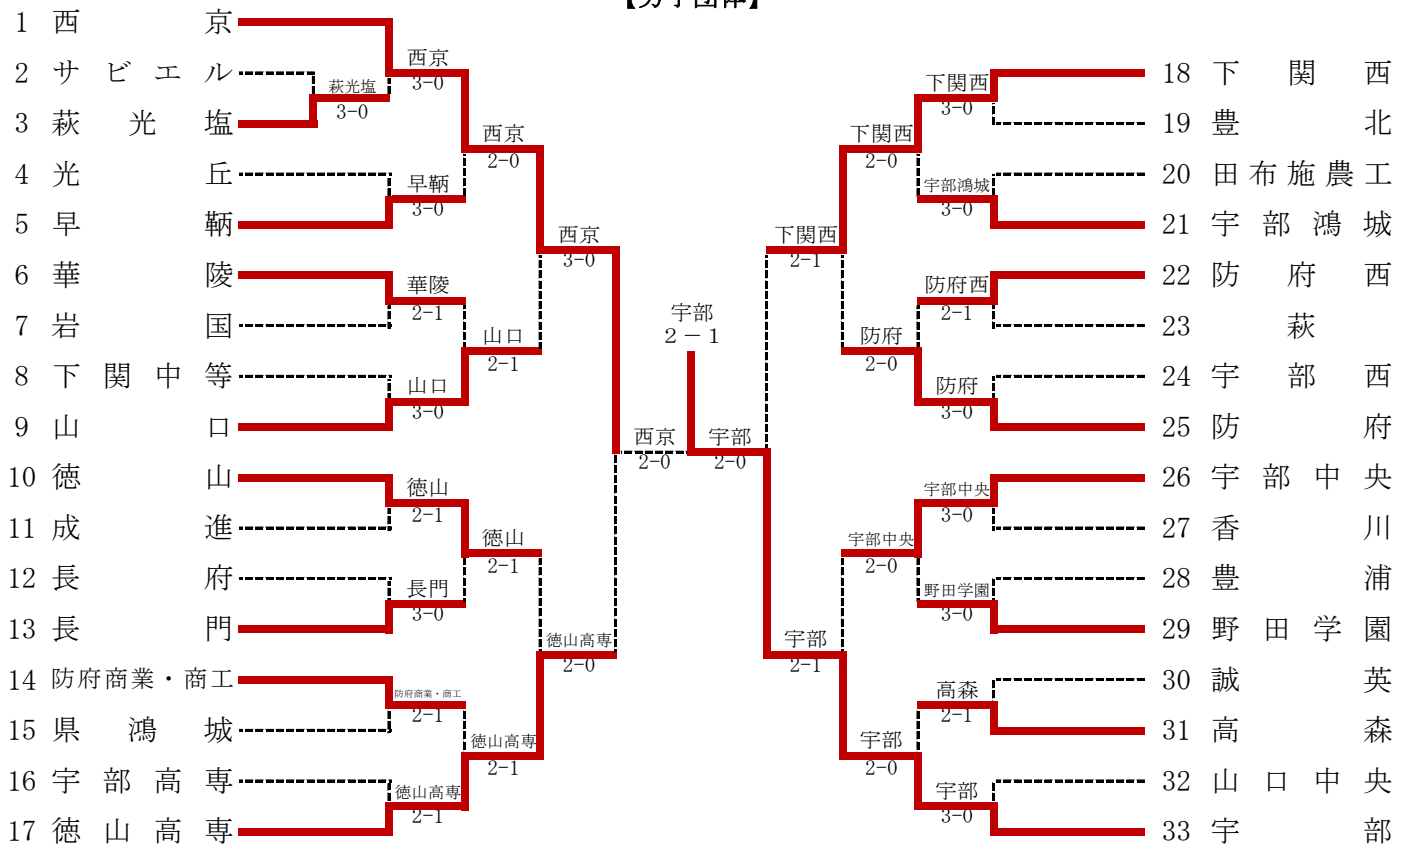 【男子団体】
1 西京
2 サビエル
3 萩光塩
4 光丘
5 早鞆
6 華陵
7 岩国
8 下関中等
9 山口
10 徳山
11 成進
12 長府
13 長門
14 防府商業・商工
15 県鴻城
16 宇部高専
17 徳山高専
萩光塩
3-0
西京
3-0
早鞆
3-0
華陵
2-1
山口
3-0
徳山
2-1
長門
3-0
防府商業・商工
2-1
徳山高専
2-1
西京
2-0
山口
2-1
徳山
2-1
徳山高専
2-1
西京
3-0
徳山高専
2-0
西京
2-0
宇部
2-1
宇部
2-0
下関西
2-1
宇部
2-1
下関西
2-0
防府
2-0
宇部中央
2-0
宇部
2-0
下関西
3-0
宇部鴻城
3-0
防府西
2-1
防府
3-0
宇部中央
3-0
野田学園
3-0
高森
2-1
宇部
3-0
18 下関西
19 豊北
20 田布施農工
21 宇部鴻城
22 防府西
23 萩
24 宇部西
25 防府
26 宇部中央
27 香川
28 豊浦
29 野田学園
30 誠英
31 高森
32 山口中央
33 宇部